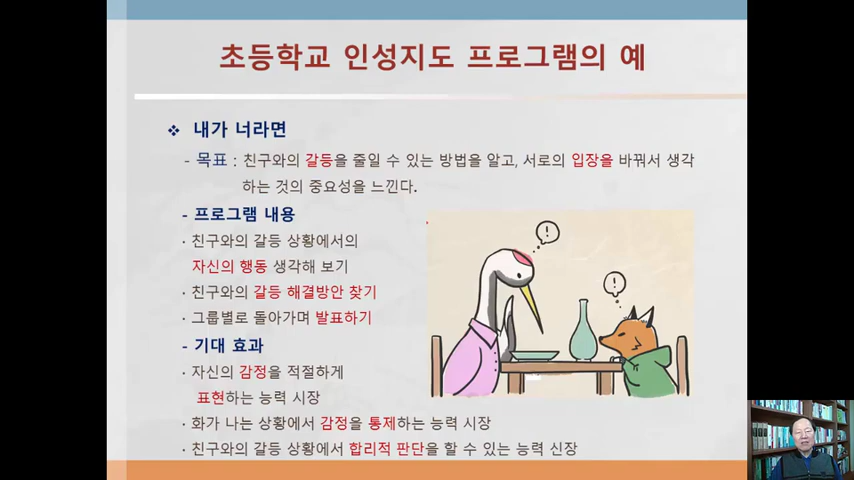 초등학교 인성지도 프로그램의 예
❖ 내가 너라면
- 목표 : 친구와의 갈등을 줄일 수 있는 방법을 알고, 서로의 입장을 바꿔서 생각
하는 것의 중요성을 느낀다.
- 프로그램 내용
· 친구와의 갈등 상황에서의
자신의 행동 생각해 보기
· 친구와의 갈등 해결방안 찾기
· 그룹별로 돌아가며 발표하기
- 기대 효과
· 자신의 감정을 적절하게
표현하는 능력 시장
· 화가 나는 상황에서 감정을 통제하는 능력 시장
· 친구와의 갈등 상황에서 합리적 판단을 할 수 있는 능력 신장
!
!